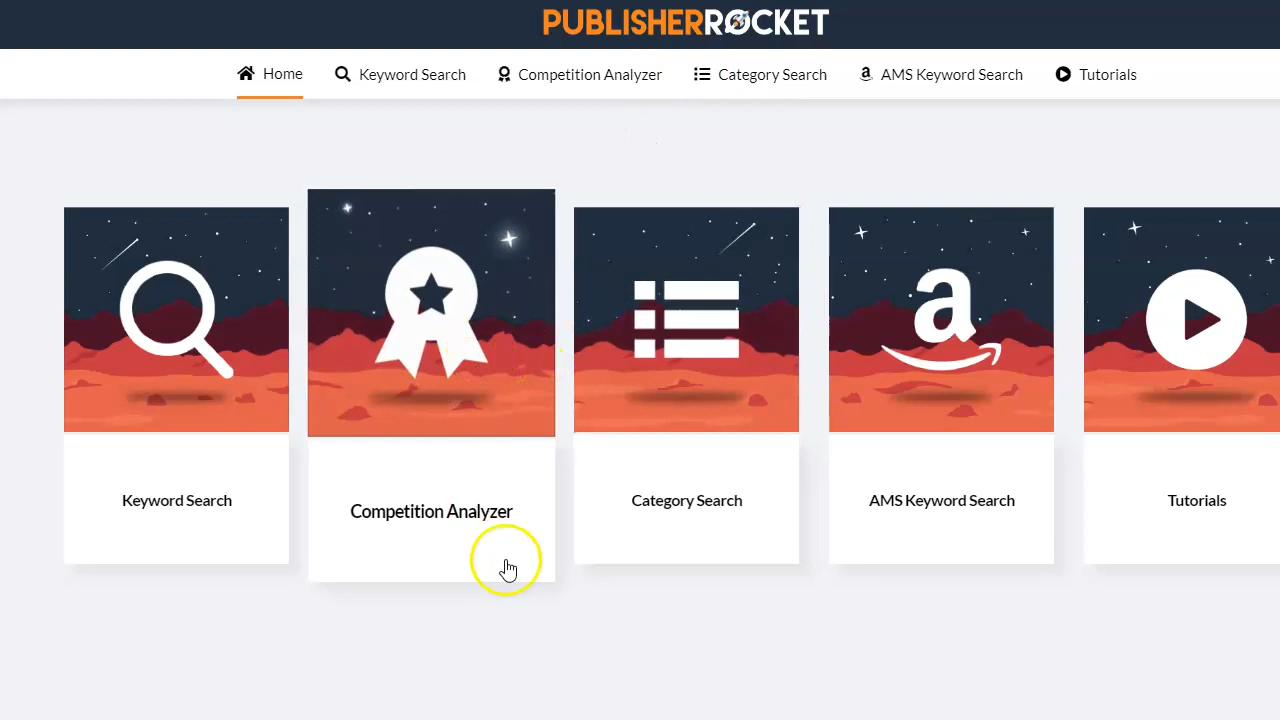 PUBLISHERROCKET
Home Keyword Search Competition Analyzer Category Search AMS Keyword Search Tutorials
Keyword Search Competition Analyzer Category Search AMS Keyword Search Tutorials